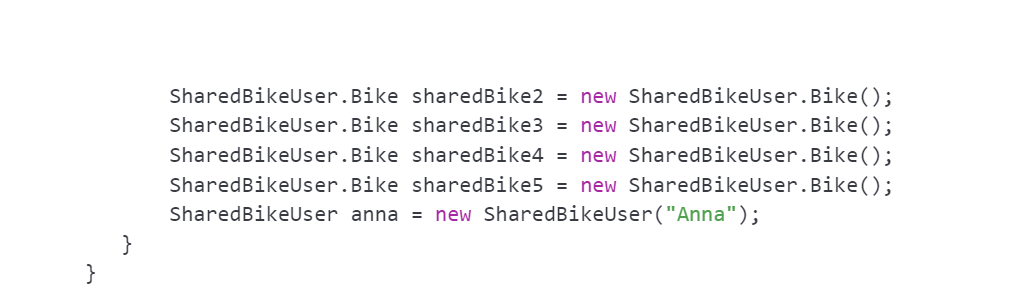 SharedBikeUser.Bike sharedBike2 = new SharedBikeUser.Bike();
SharedBikeUser.Bike sharedBike3 = new SharedBikeUser.Bike();
SharedBikeUser.Bike sharedBike4 = new SharedBikeUser.Bike();
SharedBikeUser.Bike sharedBike5 = new SharedBikeUser.Bike();
SharedBikeUser anna = new SharedBikeUser("Anna");
}
}